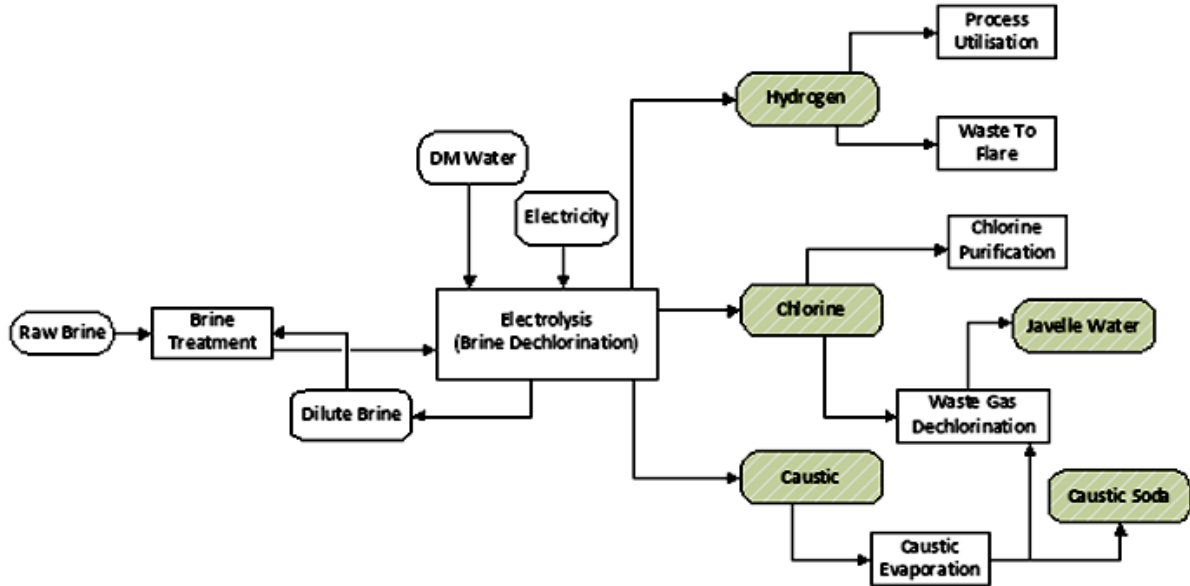 Process
Utilisation
Hydrogen
Waste To
Flare
DM Water
Electricity
Chlorine
Purification
Raw Brine
Brine
Treatment
Electrolysis
(Brine Dechlorination)
Chlorine
Javelle Water
Dilute Brine
Waste Gas
Dechlorination
Caustic
Caustic Soda
Caustic
Evaporation